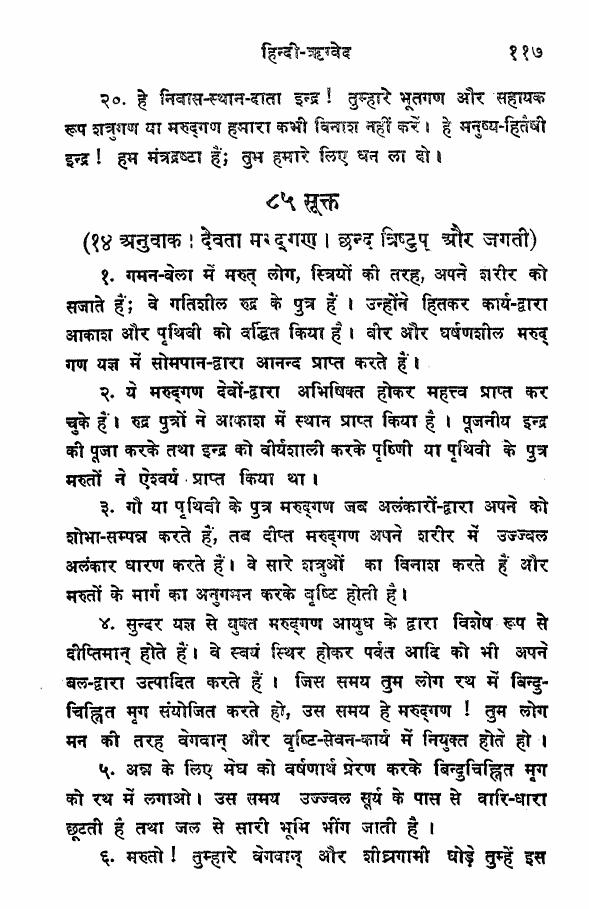 हिन्दी-ऋग्वेद ११७
२०. हे निवास-स्थान-दाता इन्द्र! तुम्हारे भूतगण और सहायक
रूप शत्रुगण या मरुद्गण हमारा कभी विनाश नहीं करें। हे मनुष्य-हितैषी
इन्द्र! हम मंत्रद्रष्टा हैं; तुम हमारे लिए धन ला दो।
८५ सूक्त
(१४ अनुवाक। देवता मरुद्गण। छन्द त्रिष्टुप् और जगती)
१. गमन-वेला में मरुत् लोग, स्त्रियों की तरह, अपने शरीर को
सजाते हैं; वे गतिशील रुद्र के पुत्र हैं। उन्होंने हितकर कार्य-द्वारा
आकाश और पृथिवी को वर्द्धित किया है। वीर और घर्षणशील मरुद्
गण यज्ञ में सोमपान-द्वारा आनन्द प्राप्त करते हैं।
२. ये मरुद्गण देवों-द्वारा अभिषिक्त होकर महत्त्व प्राप्त कर
चुके हैं। रुद्र पुत्रों ने आकाश में स्थान प्राप्त किया है। पूजनीय इन्द्र
की पूजा करके तथा इन्द्र को वीर्यशाली करके पृष्णि या पृथिवी के पुत्र
मरुतों ने ऐश्वर्य प्राप्त किया था।
३. गौ या पृथिवी के पुत्र मरुद्गण जब अलंकारों-द्वारा अपने को
शोभा-सम्पन्न करते हैं, तब दीप्त मरुद्गण अपने शरीर में उज्ज्वल
अलंकार धारण करते हैं। वे सारे शत्रुओं का विनाश करते हैं और
मरुतों के मार्ग का अनुगमन करके वृष्टि होती है।
४. सुन्दर यज्ञ से युक्त मरुद्गण आयुध के द्वारा विशेष रूप से
दीप्तिमान् होते हैं। वे स्वयं स्थिर होकर पर्वत आदि को भी अपने
बल-द्वारा उत्पादित करते हैं। जिस समय तुम लोग रथ में बिन्दु-
चिह्नित मृग संयोजित करते हो, उस समय हे मरुद्गण! तुम लोग
मन की तरह वेगवान् और वृष्टि-सेवन-कार्य में नियुक्त होते हो।
५. अन्न के लिए मेघ को वर्षणार्थ प्रेरण करके बिन्दुचिह्नित मृग
को रथ में लगाओ। उस समय उज्ज्वल सूर्य के पास से वारि-धारा
छूटती है तथा जल से सारी भूमि भींग जाती है।
६. मरुतो! तुम्हारे वेगवान् और शीघ्रगामी घोड़े तुम्हें इस